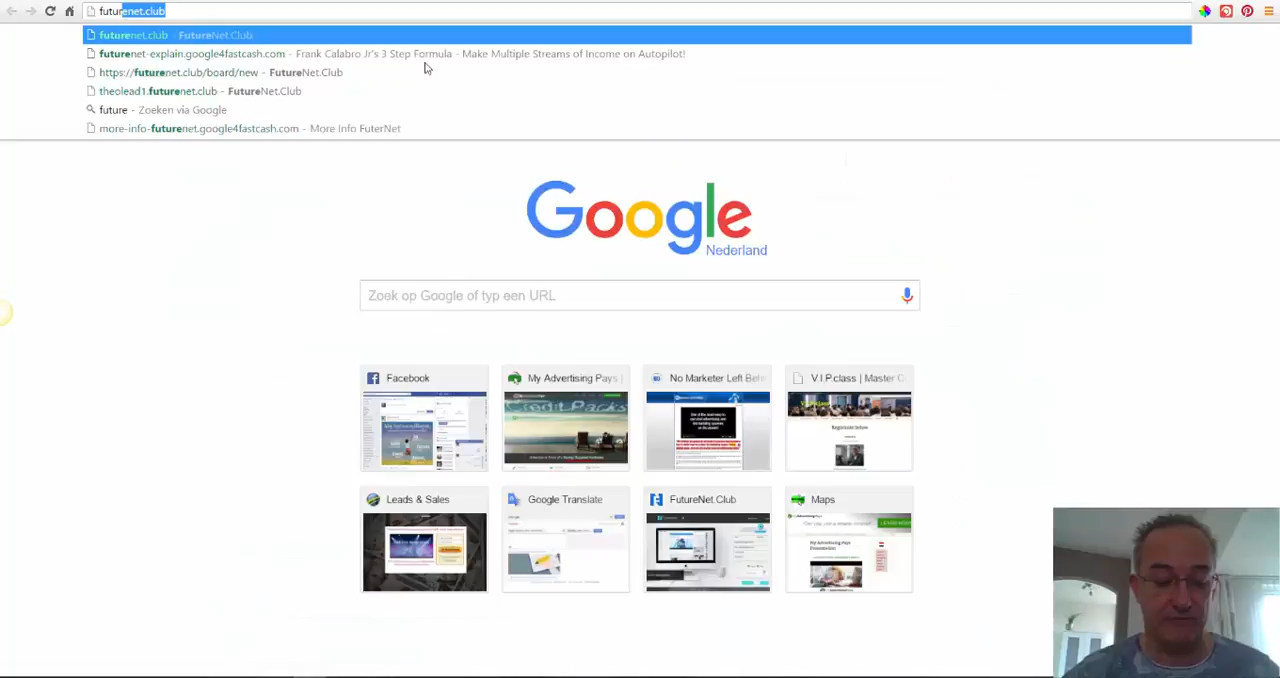 futurenet.club
futurenet.club - FutureNet.Club
futurenet-explain.google4fastcash.com - Frank Calabro Jr's 3 Step Formula - Make Multiple Streams of Income on Autopilot!
https://futurenet.club/board/new - FutureNet.Club
theolead1.futurenet.club - FutureNet.Club
future - Zoeken via Google
more-info-futurenet.google4fastcash.com - More Info FuterNet
Google
Nederland
Zoek op Google of typ een URL
Facebook
My Advertising Pays |
No Marketer Left Behi
V.I.P.class | Master C
Credit Packs
Leads & Sales
Google Translate
FutureNet.Club
Maps